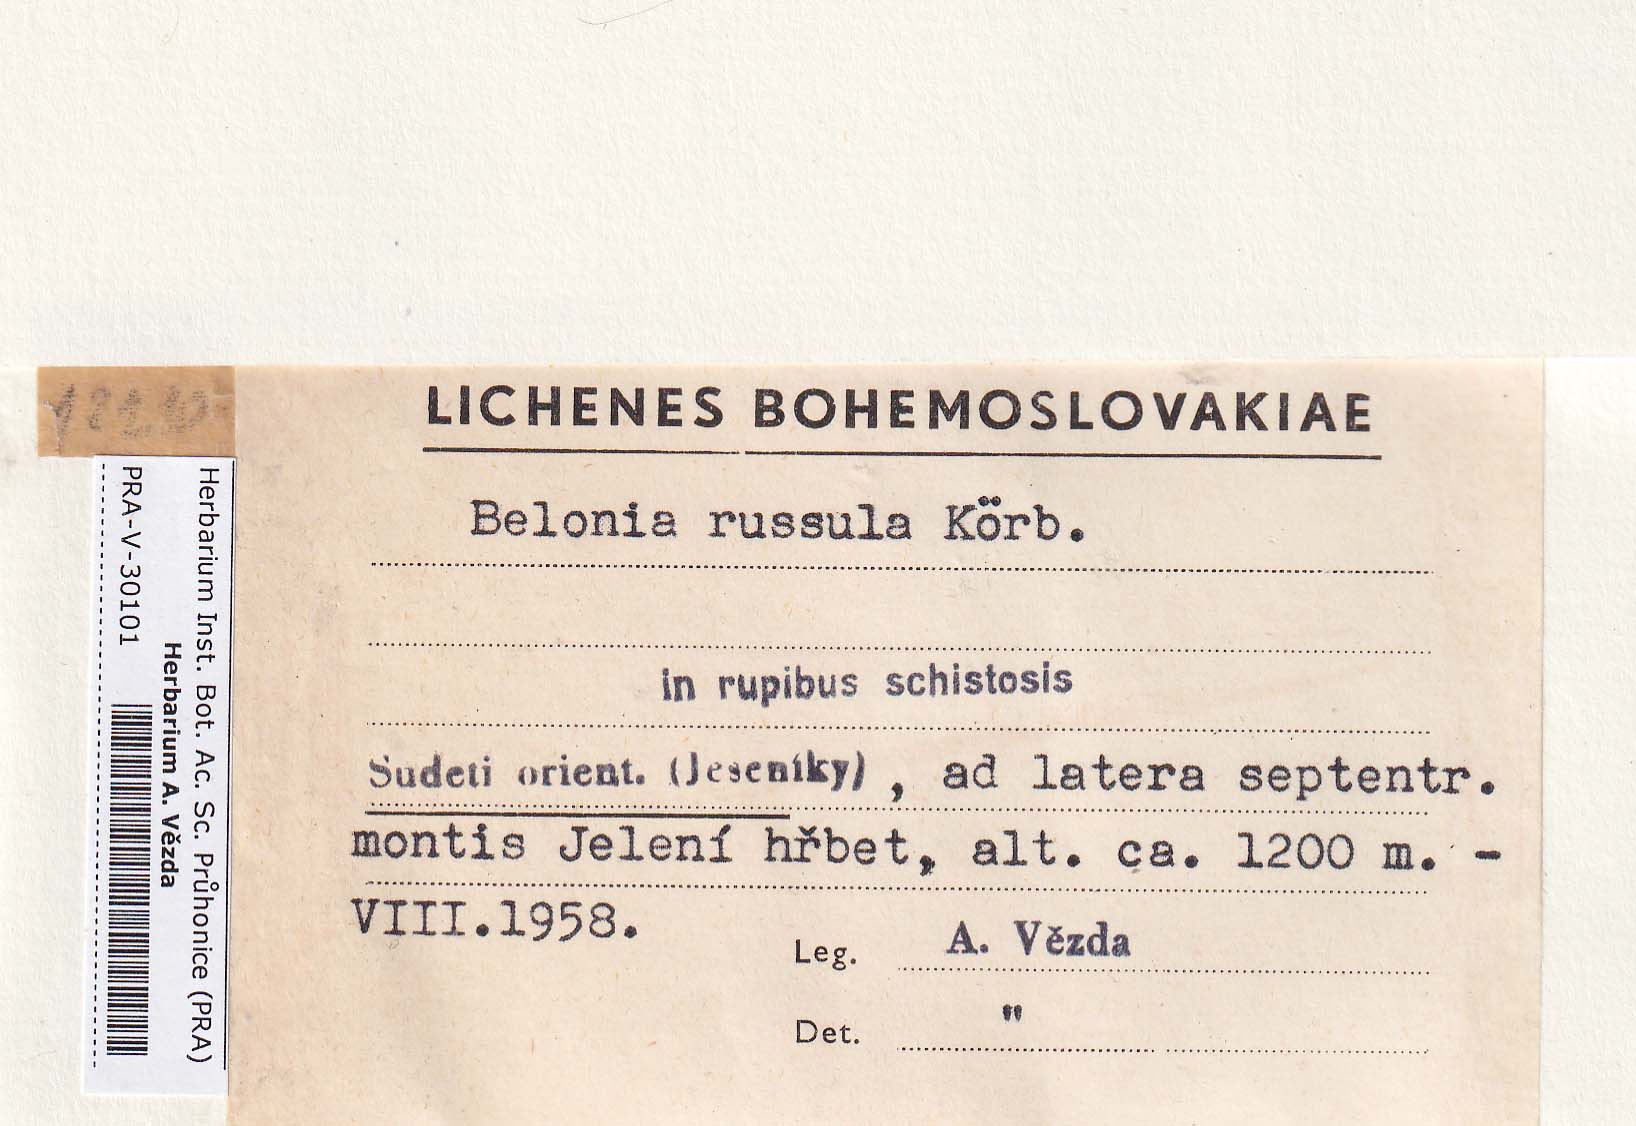 LICHENES BOHEMOSLOVAKIAE
Belonia russula Körb.
in rupibus schistosis
Sudeti orient. (Jeseníky), ad latera septentr.
montis Jelení hřbet, alt. ca. 1200 m. -
VIII.1958.
Leg. A. Vězda
Det. "
Herbarium Inst. Bot. Ac. Sc. Průhonice (PRA)
Herbarium A. Vězda
PRA-V-30101